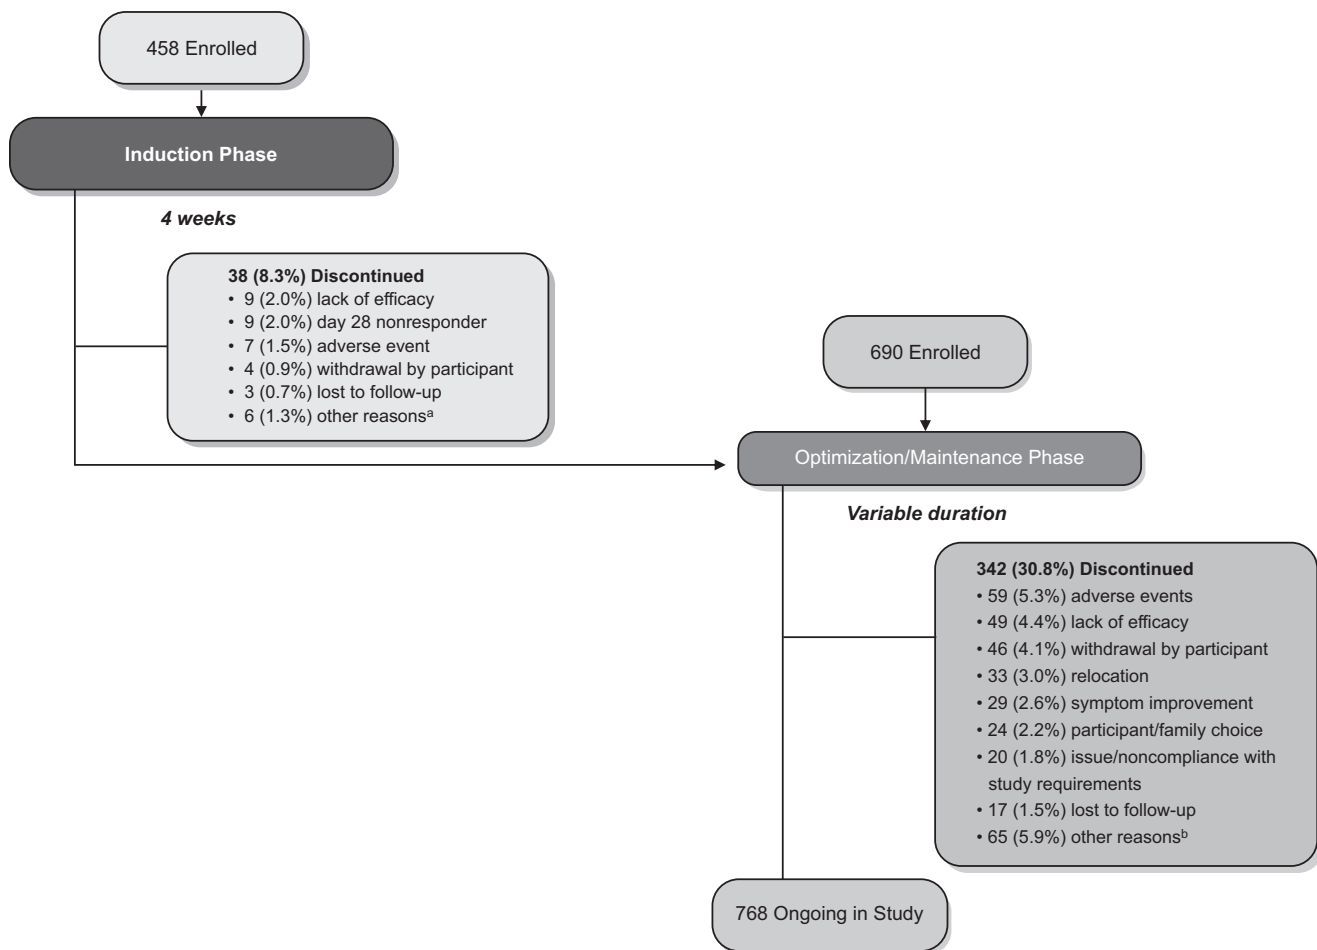 458 Enrolled
Induction Phase
4 weeks
38 (8.3%) Discontinued
• 9 (2.0%) lack of efficacy
• 9 (2.0%) day 28 nonresponder
• 7 (1.5%) adverse event
• 4 (0.9%) withdrawal by participant
• 3 (0.7%) lost to follow-up
• 6 (1.3%) other reasonsᵃ
690 Enrolled
Optimization/Maintenance Phase
Variable duration
342 (30.8%) Discontinued
• 59 (5.3%) adverse events
• 49 (4.4%) lack of efficacy
• 46 (4.1%) withdrawal by participant
• 33 (3.0%) relocation
• 29 (2.6%) symptom improvement
• 24 (2.2%) participant/family choice
• 20 (1.8%) issue/noncompliance with
study requirements
• 17 (1.5%) lost to follow-up
• 65 (5.9%) other reasonsᵇ
768 Ongoing in Study